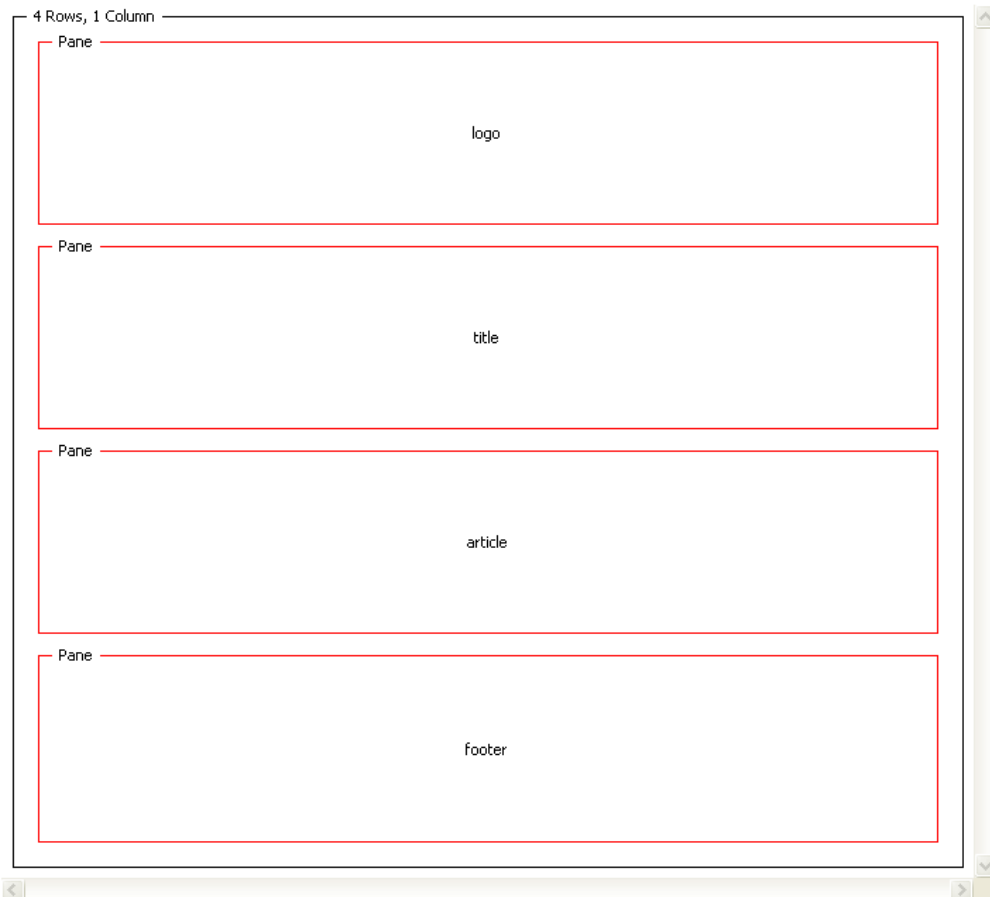 4 Rows, 1 Column
Pane
logo
Pane
title
Pane
article
Pane
footer